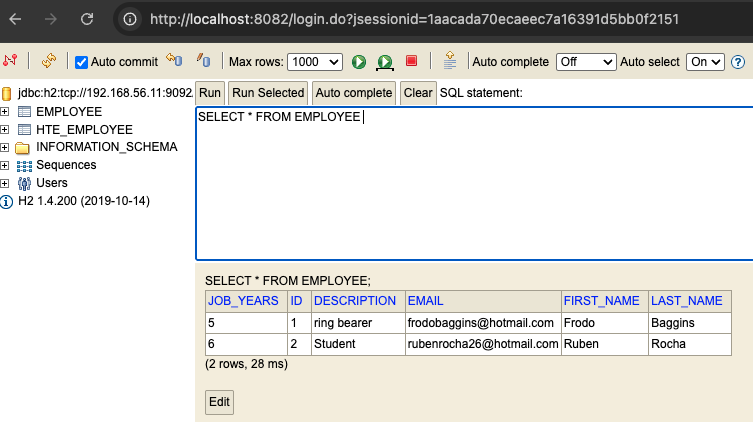 http://localhost:8082/login.do?jsessionid=1aacada70ecaeec7a16391d5bb0f2151
Auto commit Max rows: 1000 Auto complete Off Auto select On ?
jdbc:h2:tcp://192.168.56.11:9092
EMPLOYEE
HTE_EMPLOYEE
INFORMATION_SCHEMA
Sequences
Users
H2 1.4.200 (2019-10-14)
Run Run Selected Auto complete Clear SQL statement:
SELECT * FROM EMPLOYEE
SELECT * FROM EMPLOYEE;
JOB_YEARS ID DESCRIPTION EMAIL FIRST_NAME LAST_NAME
5 1 ring bearer frodobaggins@hotmail.com Frodo Baggins
6 2 Student rubenrocha26@hotmail.com Ruben Rocha
(2 rows, 28 ms)
Edit